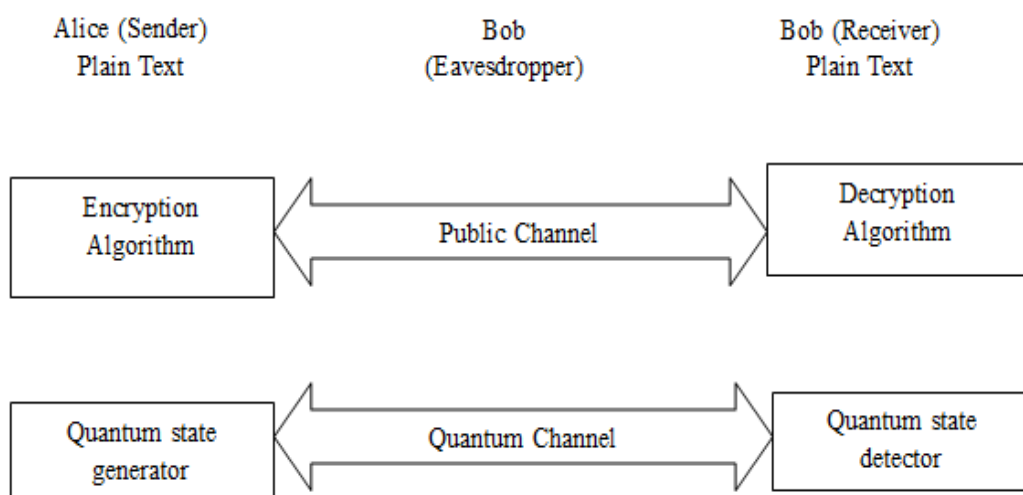 Alice (Sender)
Plain Text
Bob
(Eavesdropper)
Bob (Receiver)
Plain Text
Encryption
Algorithm
Public Channel
Decryption
Algorithm
Quantum state
generator
Quantum Channel
Quantum state
detector